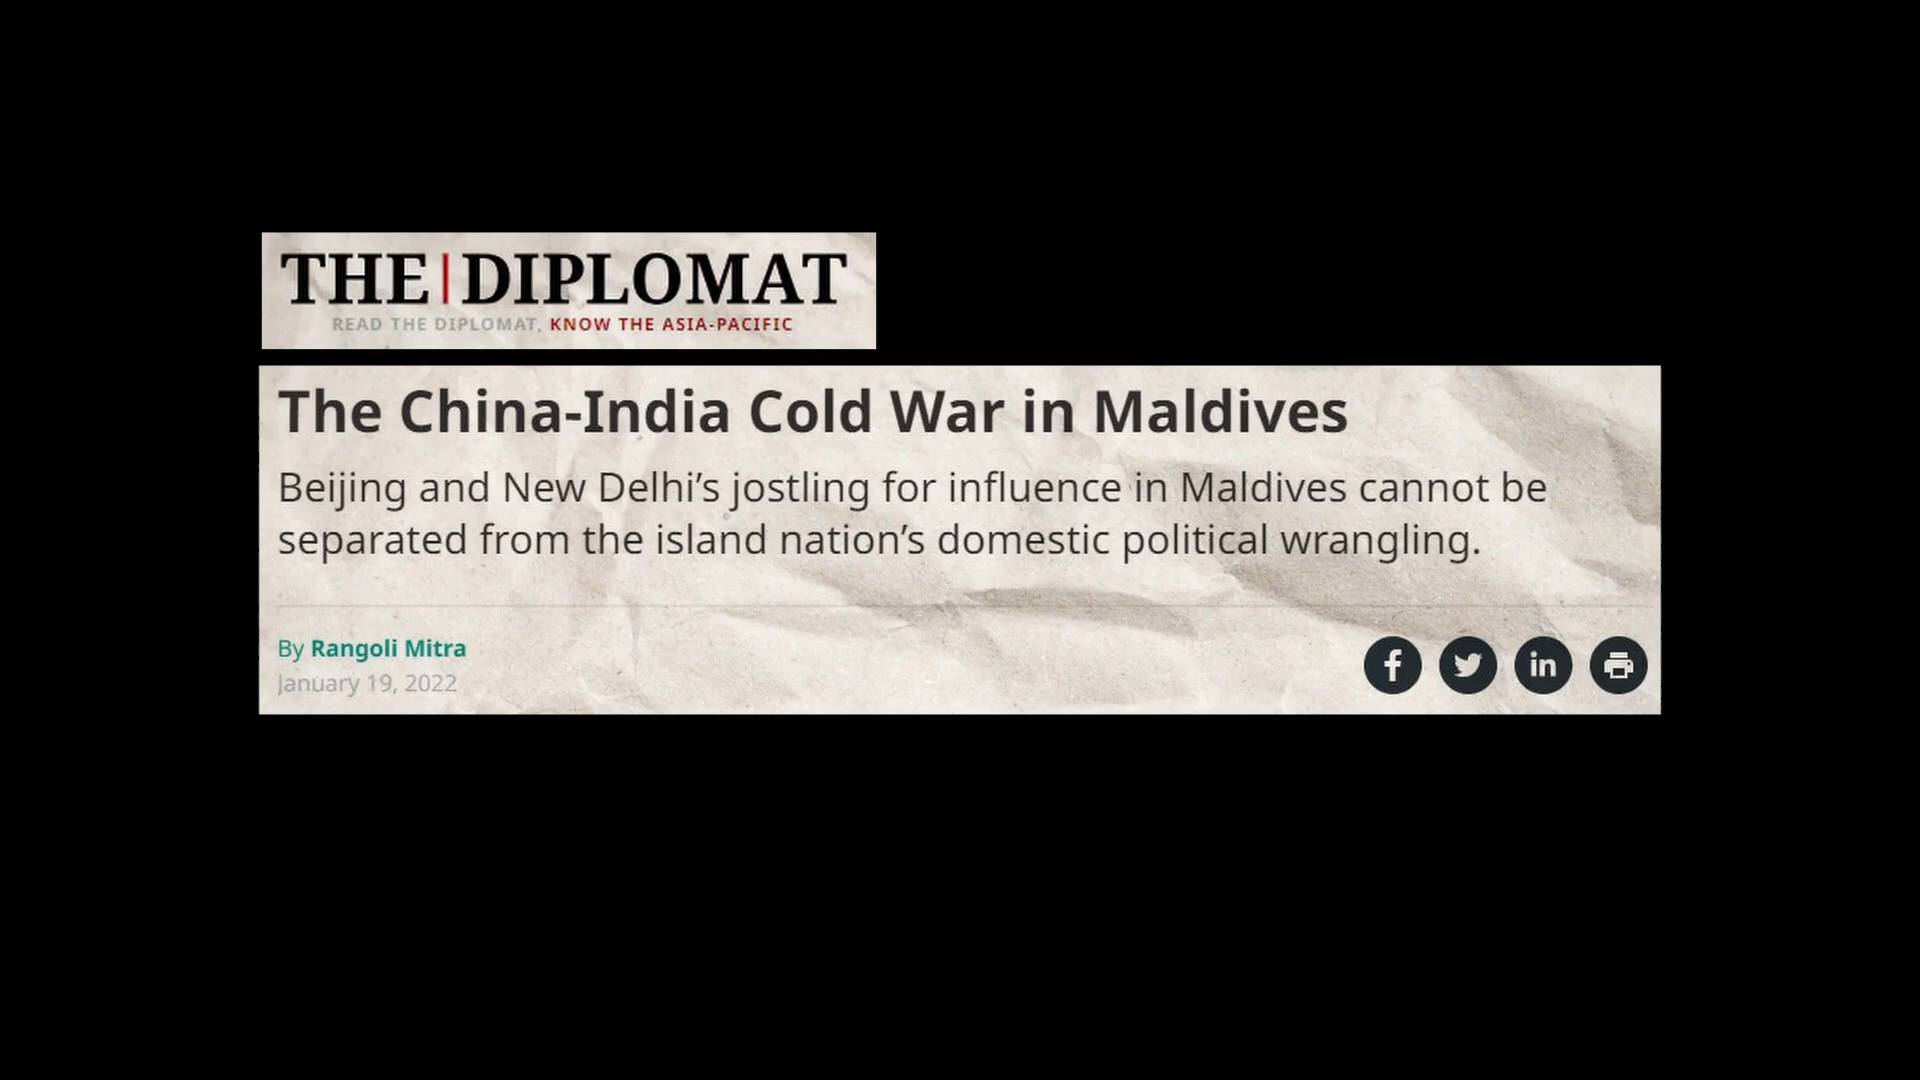 THE DIPLOMAT
READ THE DIPLOMAT, KNOW THE ASIA-PACIFIC
The China-India Cold War in Maldives
Beijing and New Delhi’s jostling for influence in Maldives cannot be
separated from the island nation’s domestic political wrangling.
By Rangoli Mitra
January 19, 2022